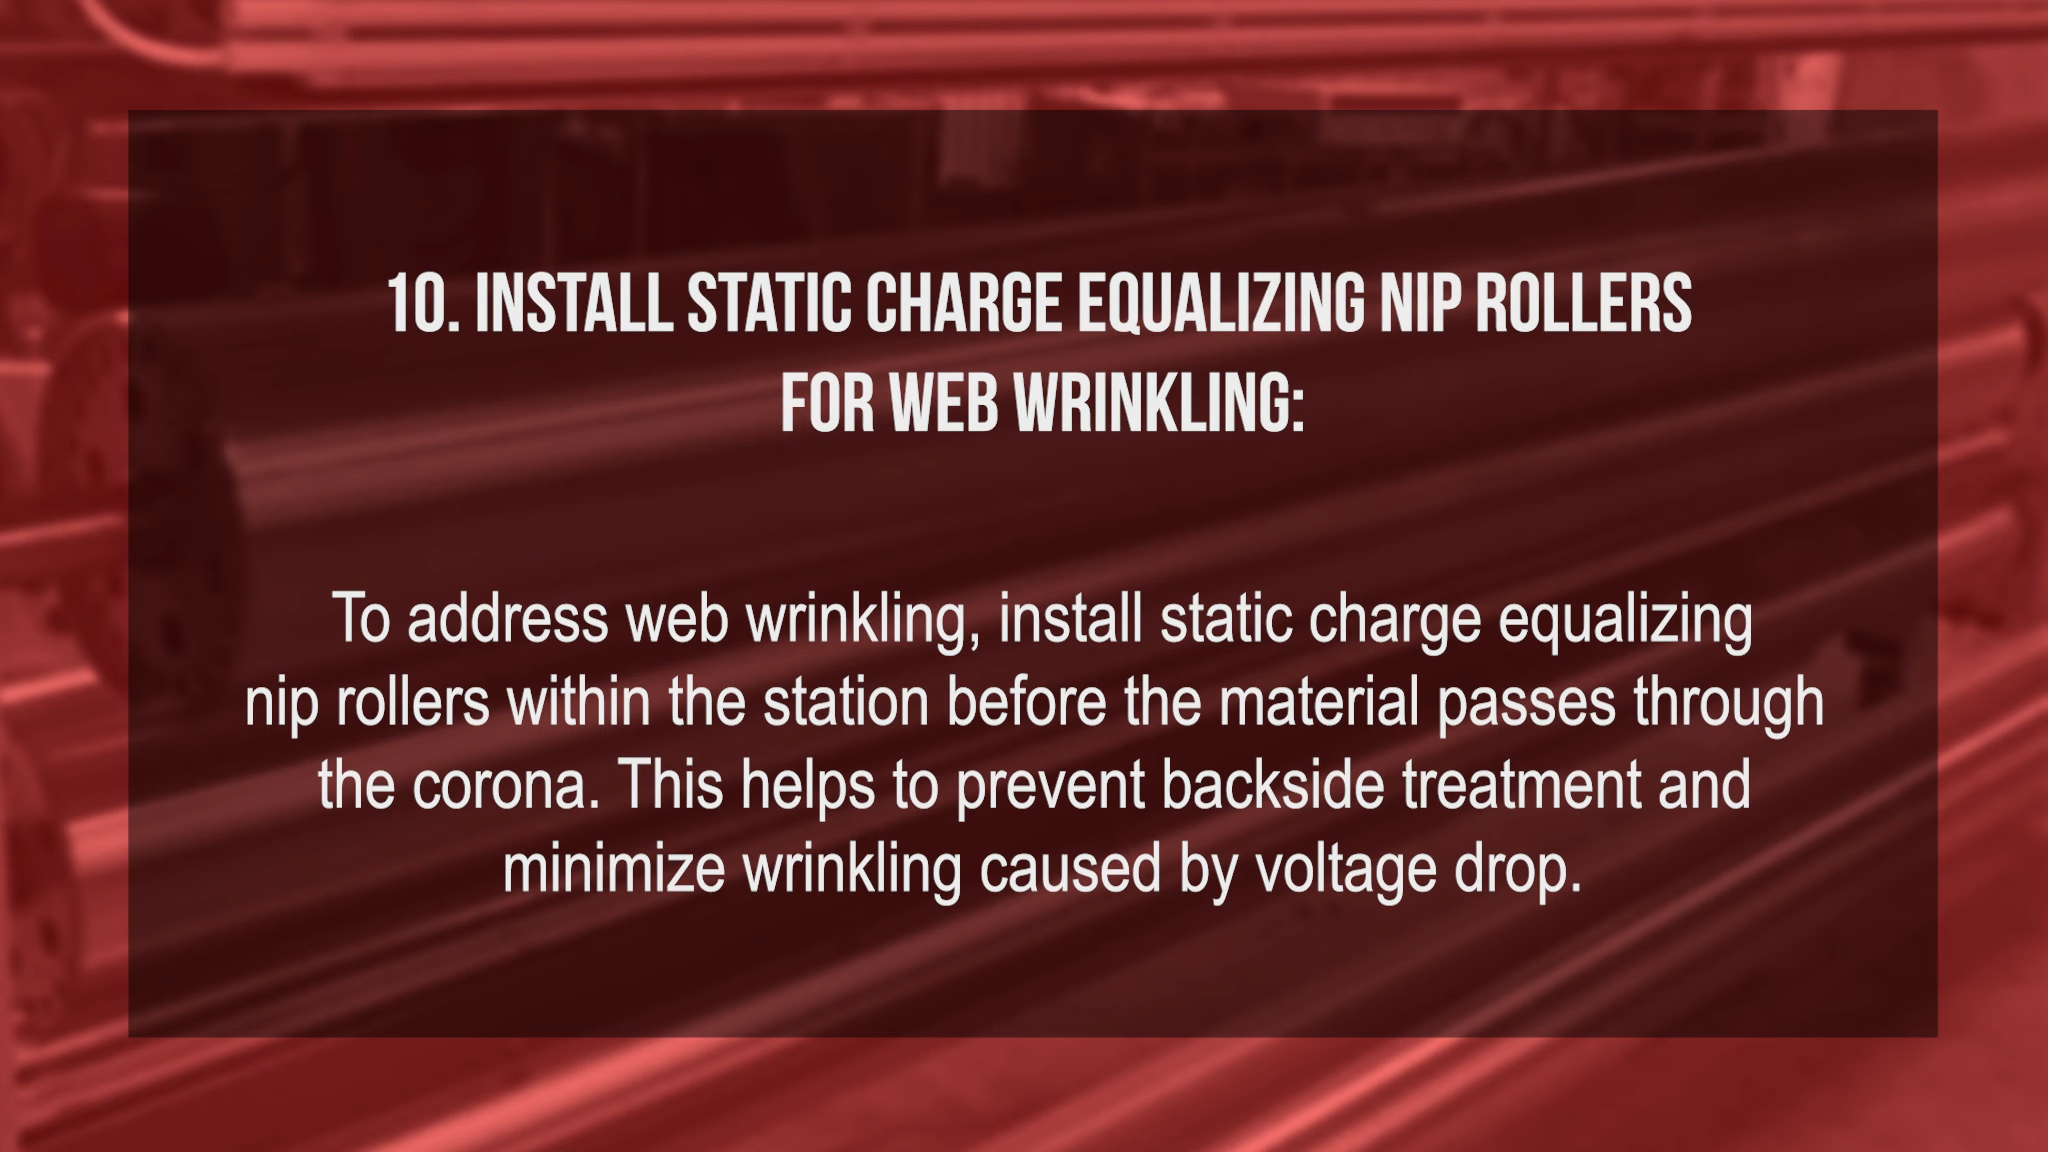 10. INSTALL STATIC CHARGE EQUALIZING NIP ROLLERS
FOR WEB WRINKLING:
To address web wrinkling, install static charge equalizing
nip rollers within the station before the material passes through
the corona. This helps to prevent backside treatment and
minimize wrinkling caused by voltage drop.